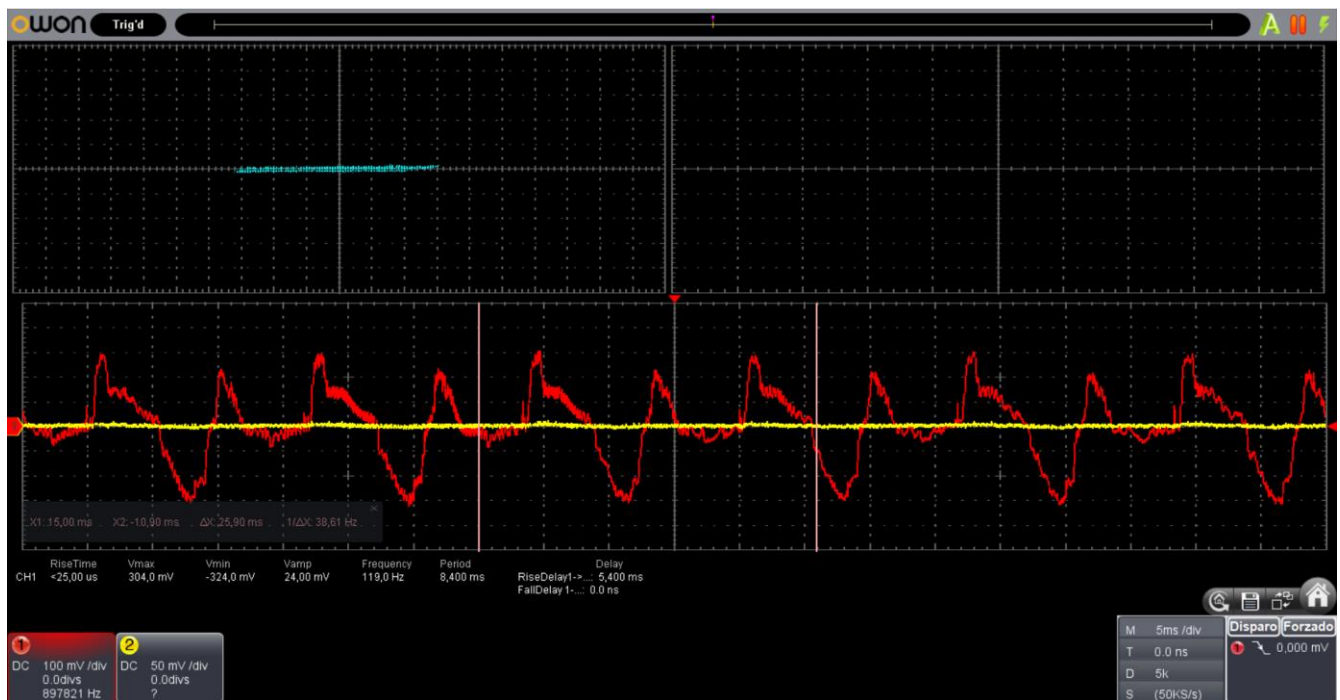 owon Trig'd
X1: 15,00 ms X2: -10,90 ms ΔX: 25,90 ms 1/ΔX: 38,61 Hz
RiseTime Vmax Vmin Vamp Frequency Period Delay
CH1 <25,00 us 304,0 mV -324,0 mV 24,00 mV 119,0 Hz 8,400 ms RiseDelay1->...: 5,400 ms
FallDelay 1-...: 0.0 ns
1
DC 100 mV /div
0.0divs
897821 Hz
2
DC 50 mV /div
0.0divs
?
M 5ms /div
T 0.0 ns
D 5k
S (50KS/s)
Disparo Forzado
1 0,000 mV